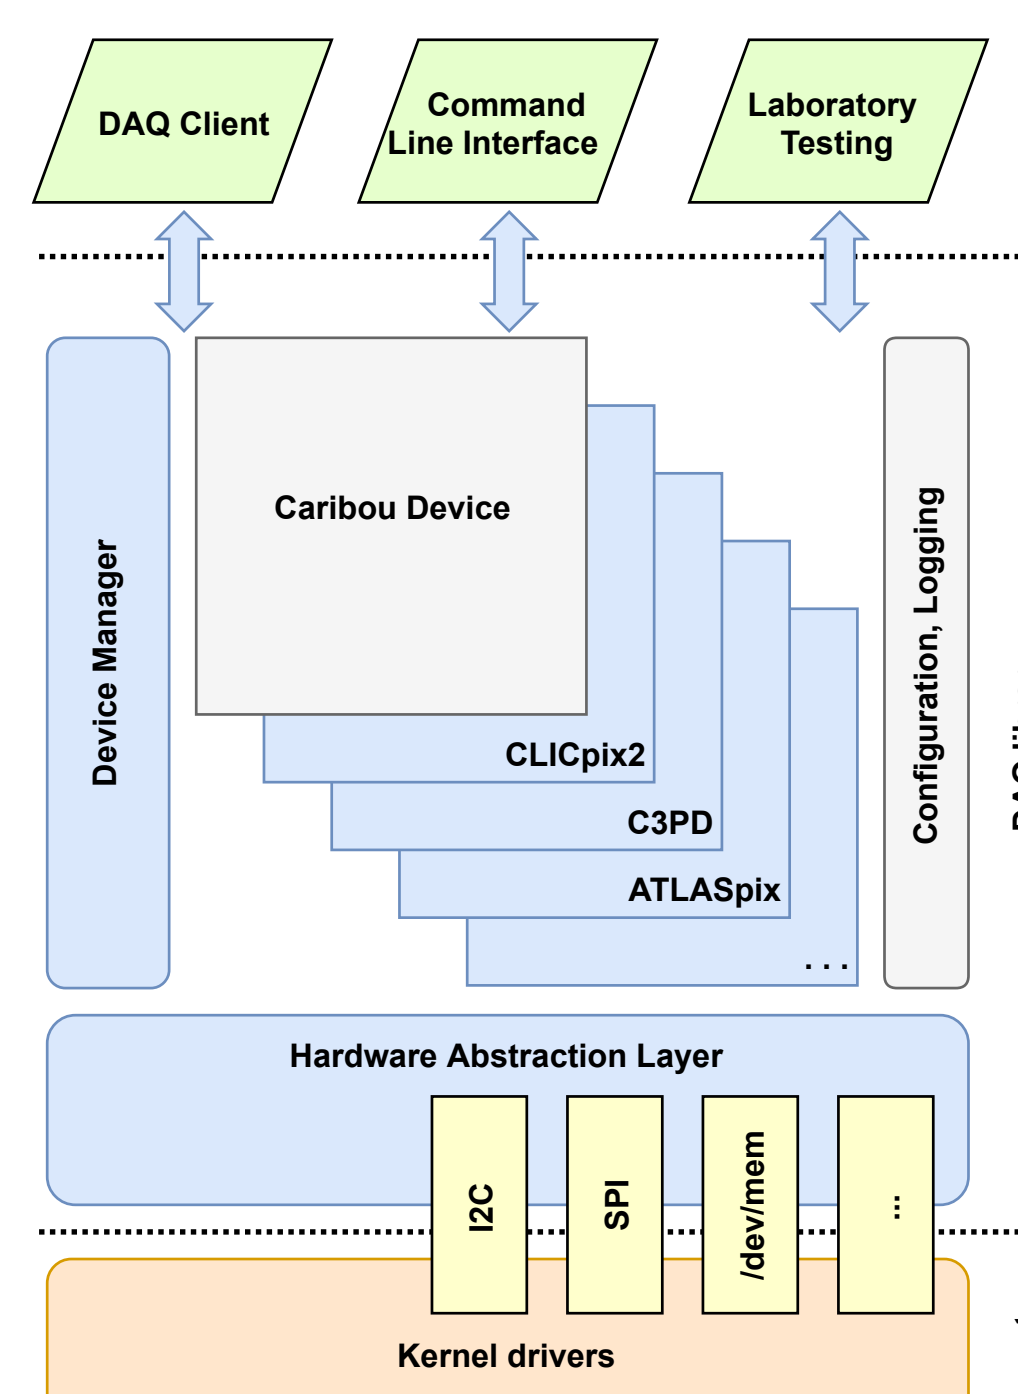 DAQ Client
Command
Line Interface
Laboratory
Testing
Device Manager
Caribou Device
CLICpix2
C3PD
ATLASpix
. . .
Configuration, Logging
Hardware Abstraction Layer
I2C
SPI
/dev/mem
...
Kernel drivers